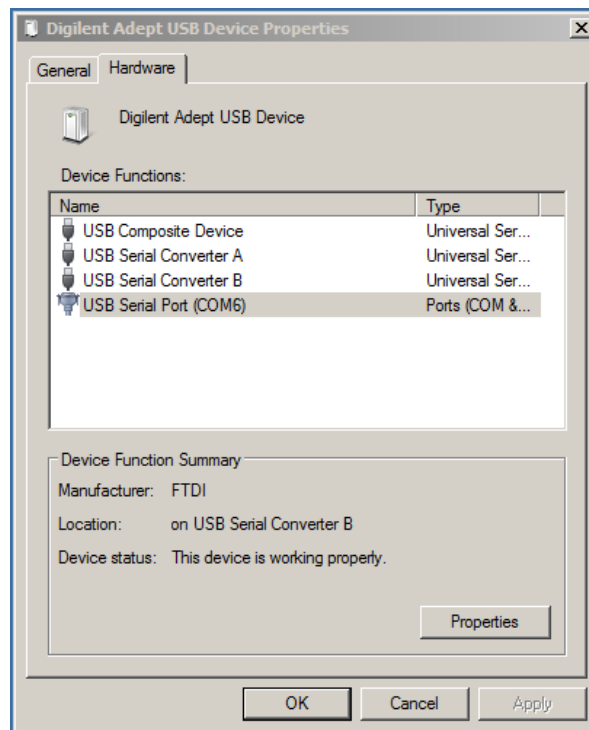 Digilent Adept USB Device Properties
General Hardware
Digilent Adept USB Device
Device Functions:
Name Type
USB Composite Device Universal Ser...
USB Serial Converter A Universal Ser...
USB Serial Converter B Universal Ser...
USB Serial Port (COM6) Ports (COM &...
Device Function Summary
Manufacturer: FTDI
Location: on USB Serial Converter B
Device status: This device is working properly.
Properties
OK Cancel Apply